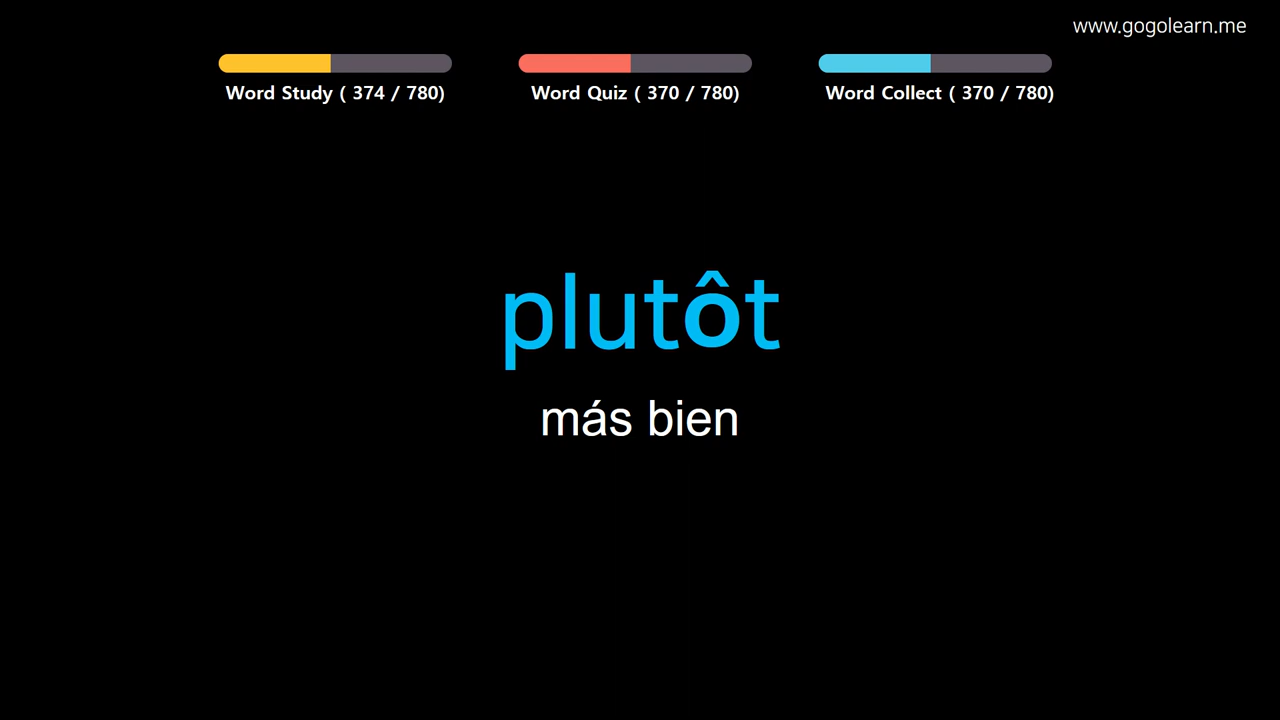 www.gogolearn.me
Word Study ( 374 / 780)
Word Quiz ( 370 / 780)
Word Collect ( 370 / 780)
plutôt
más bien